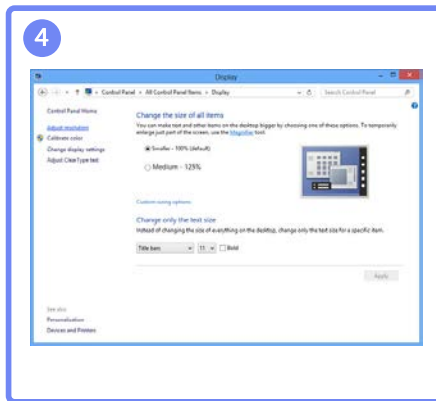 4
Display
Control Panel ▸ All Control Panel Items ▸ Display
Search Control Panel
Control Panel Home
Adjust resolution
Calibrate color
Change display settings
Adjust ClearType text
Change the size of all items
You can make text and other items on the desktop bigger by choosing one of these options. To temporarily
enlarge just part of the screen, use the Magnifier tool.
Smaller - 100% (default)
Medium - 125%
Custom sizing options
Change only the text size
Instead of changing the size of everything on the desktop, change only the text size for a specific item.
Title bars 11 Bold
Apply
See also
Personalization
Devices and Printers